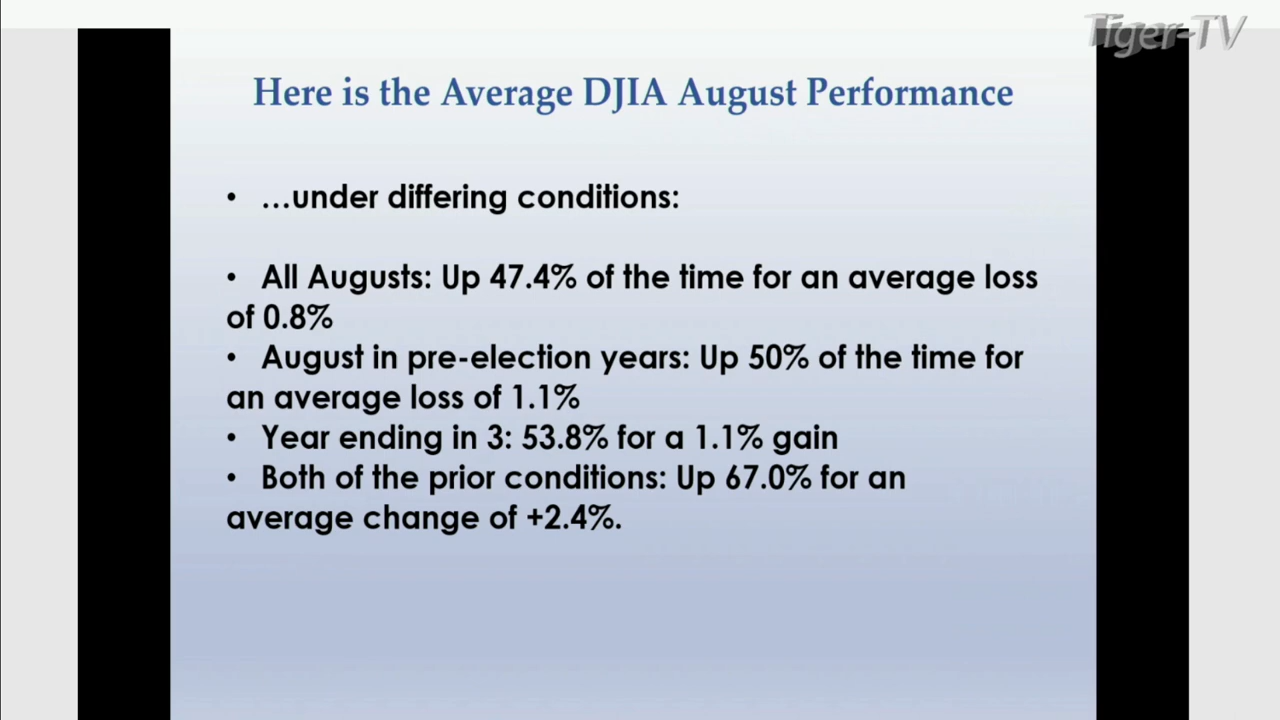 Tiger-TV
Here is the Average DJIA August Performance
• …under differing conditions:
• All Augusts: Up 47.4% of the time for an average loss
of 0.8%
• August in pre-election years: Up 50% of the time for
an average loss of 1.1%
• Year ending in 3: 53.8% for a 1.1% gain
• Both of the prior conditions: Up 67.0% for an
average change of +2.4%.